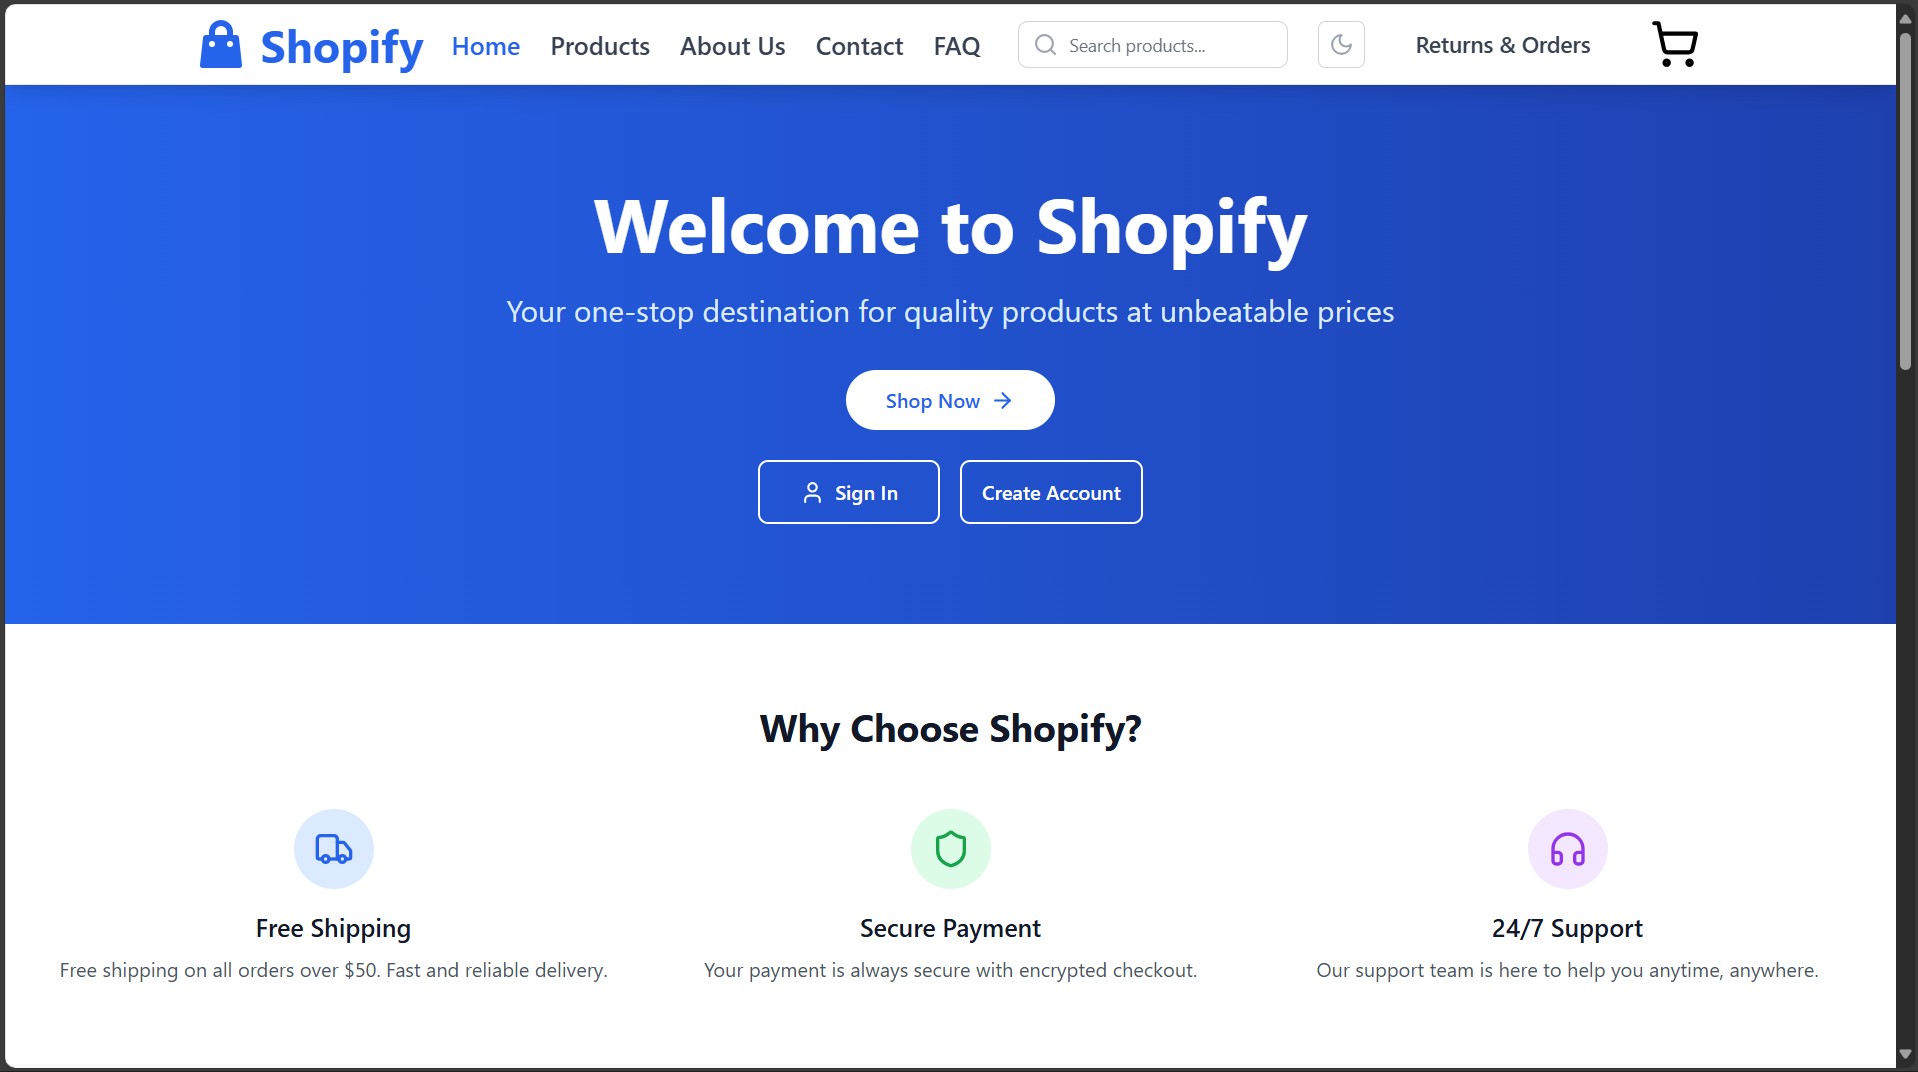 Shopify Home Products About Us Contact FAQ Search products... Returns & Orders
Welcome to Shopify
Your one-stop destination for quality products at unbeatable prices
Shop Now
Sign In Create Account
Why Choose Shopify?
Free Shipping
Free shipping on all orders over $50. Fast and reliable delivery.
Secure Payment
Your payment is always secure with encrypted checkout.
24/7 Support
Our support team is here to help you anytime, anywhere.